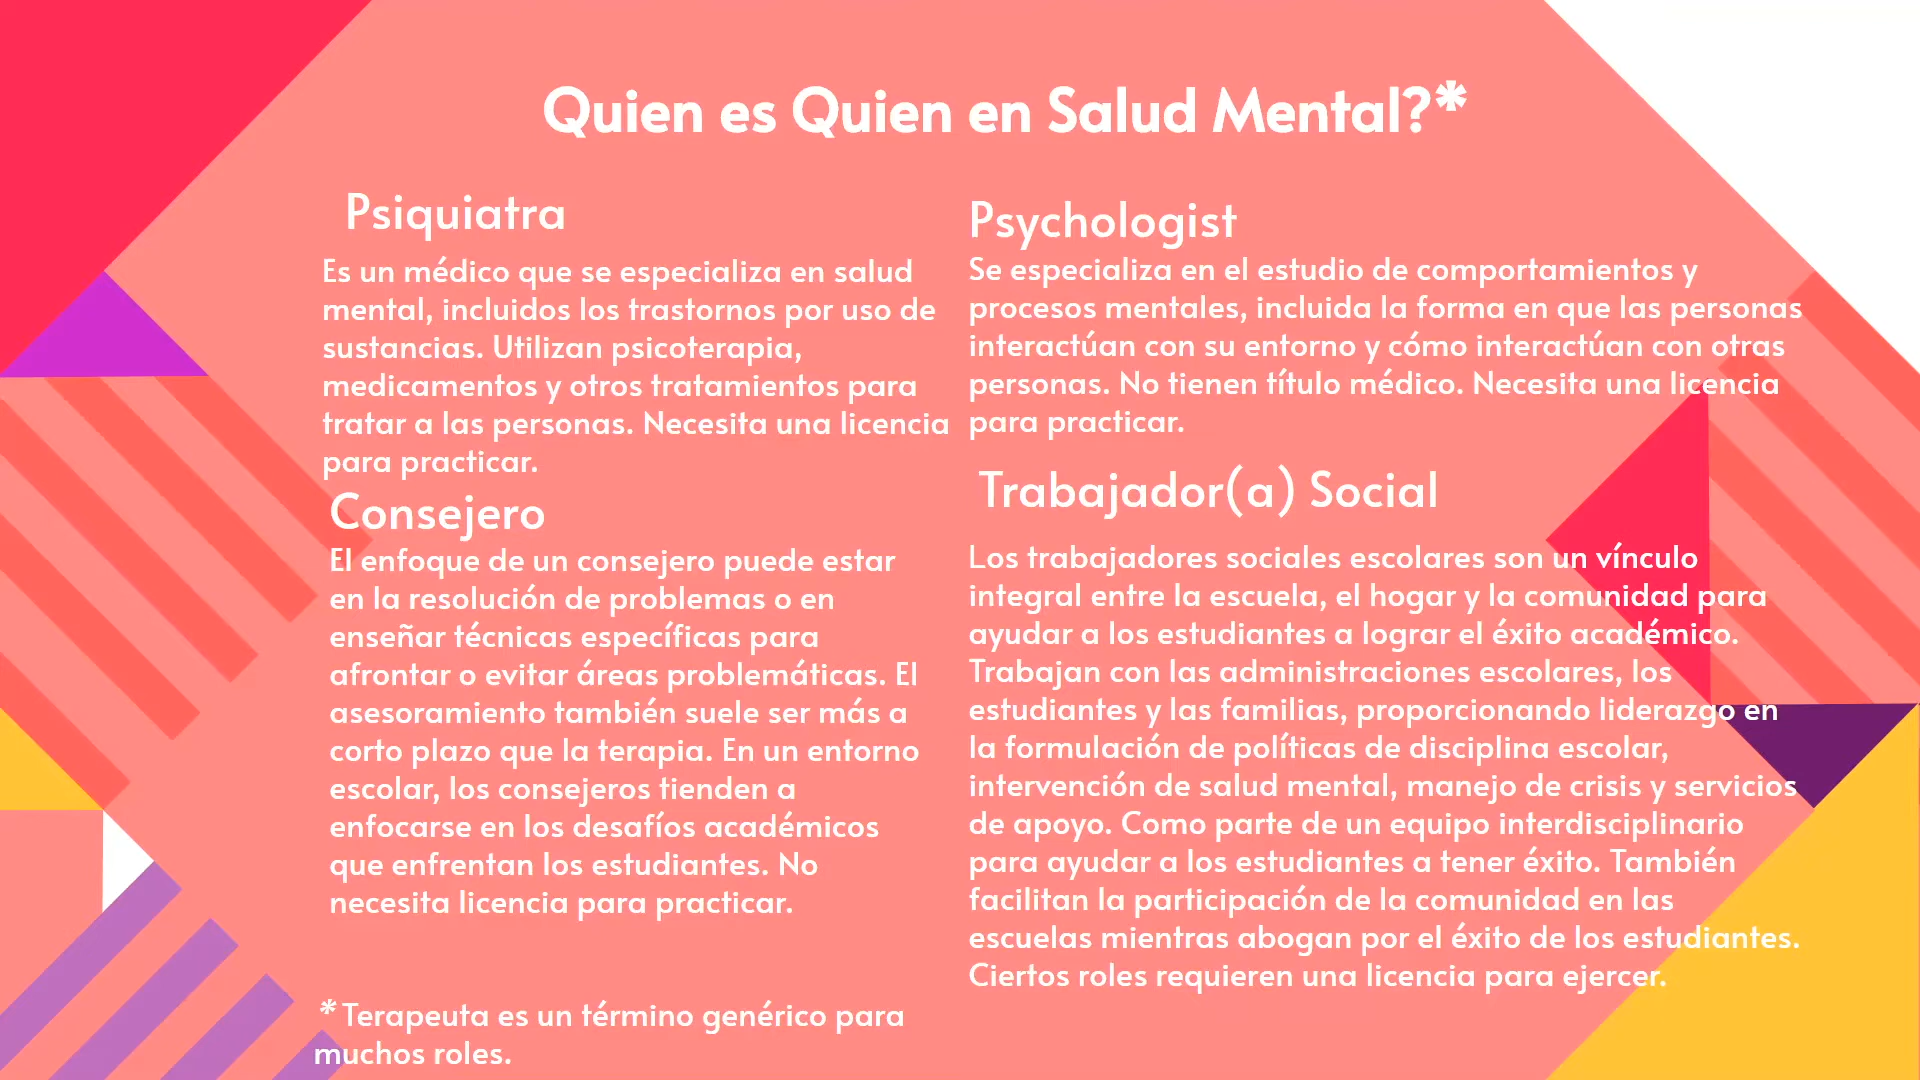 Quien es Quien en Salud Mental?*
Psiquiatra
Es un médico que se especializa en salud
mental, incluidos los trastornos por uso de
sustancias. Utilizan psicoterapia,
medicamentos y otros tratamientos para
tratar a las personas. Necesita una licencia
para practicar.
Consejero
El enfoque de un consejero puede estar
en la resolución de problemas o en
enseñar técnicas específicas para
afrontar o evitar áreas problemáticas. El
asesoramiento también suele ser más a
corto plazo que la terapia. En un entorno
escolar, los consejeros tienden a
enfocarse en los desafíos académicos
que enfrentan los estudiantes. No
necesita licencia para practicar.
*Terapeuta es un término genérico para
muchos roles.
Psychologist
Se especializa en el estudio de comportamientos y
procesos mentales, incluida la forma en que las personas
interactúan con su entorno y cómo interactúan con otras
personas. No tienen título médico. Necesita una licencia
para practicar.
Trabajador(a) Social
Los trabajadores sociales escolares son un vínculo
integral entre la escuela, el hogar y la comunidad para
ayudar a los estudiantes a lograr el éxito académico.
Trabajan con las administraciones escolares, los
estudiantes y las familias, proporcionando liderazgo en
la formulación de políticas de disciplina escolar,
intervención de salud mental, manejo de crisis y servicios
de apoyo. Como parte de un equipo interdisciplinario
para ayudar a los estudiantes a tener éxito. También
facilitan la participación de la comunidad en las
escuelas mientras abogan por el éxito de los estudiantes.
Ciertos roles requieren una licencia para ejercer.